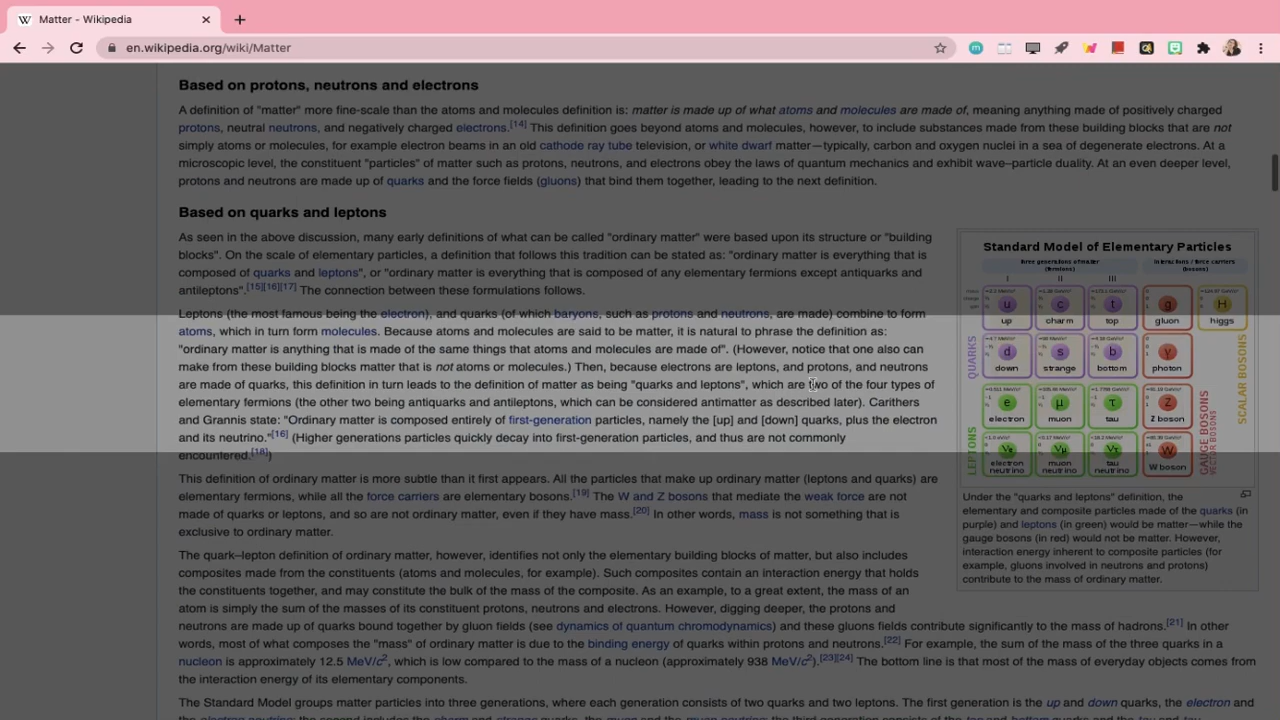 Matter - Wikipedia
en.wikipedia.org/wiki/Matter
Based on protons, neutrons and electrons
A definition of "matter" more fine-scale than the atoms and molecules definition is: matter is made up of what atoms and molecules are made of, meaning anything made of positively charged
protons, neutral neutrons, and negatively charged electrons.[14] This definition goes beyond atoms and molecules, however, to include substances made from these building blocks that are not
simply atoms or molecules, for example electron beams in an old cathode ray tube television, or white dwarf matter—typically, carbon and oxygen nuclei in a sea of degenerate electrons. At a
microscopic level, the constituent "particles" of matter such as protons, neutrons, and electrons obey the laws of quantum mechanics and exhibit wave–particle duality. At an even deeper level,
protons and neutrons are made up of quarks and the force fields (gluons) that bind them together, leading to the next definition.
Based on quarks and leptons
As seen in the above discussion, many early definitions of what can be called "ordinary matter" were based upon its structure or "building
blocks". On the scale of elementary particles, a definition that follows this tradition can be stated as: "ordinary matter is everything that is
composed of quarks and leptons", or "ordinary matter is everything that is composed of any elementary fermions except antiquarks and
antileptons".[15][16][17] The connection between these formulations follows.
Leptons (the most famous being the electron), and quarks (of which baryons, such as protons and neutrons, are made) combine to form
atoms, which in turn form molecules. Because atoms and molecules are said to be matter, it is natural to phrase the definition as:
"ordinary matter is anything that is made of the same things that atoms and molecules are made of". (However, notice that one also can
make from these building blocks matter that is not atoms or molecules.) Then, because electrons are leptons, and protons, and neutrons
are made of quarks, this definition in turn leads to the definition of matter as being "quarks and leptons", which are two of the four types of
elementary fermions (the other two being antiquarks and antileptons, which can be considered antimatter as described later). Carithers
and Grannis state: "Ordinary matter is composed entirely of first-generation particles, namely the [up] and [down] quarks, plus the electron
and its neutrino."[16] (Higher generations particles quickly decay into first-generation particles, and thus are not commonly
encountered.[18])
This definition of ordinary matter is more subtle than it first appears. All the particles that make up ordinary matter (leptons and quarks) are
elementary fermions, while all the force carriers are elementary bosons.[19] The W and Z bosons that mediate the weak force are not
made of quarks or leptons, and so are not ordinary matter, even if they have mass.[20] In other words, mass is not something that is
exclusive to ordinary matter.
The quark–lepton definition of ordinary matter, however, identifies not only the elementary building blocks of matter, but also includes
composites made from the constituents (atoms and molecules, for example). Such composites contain an interaction energy that holds
the constituents together, and may constitute the bulk of the mass of the composite. As an example, to a great extent, the mass of an
atom is simply the sum of the masses of its constituent protons, neutrons and electrons. However, digging deeper, the protons and
neutrons are made up of quarks bound together by gluon fields (see dynamics of quantum chromodynamics) and these gluons fields contribute significantly to the mass of hadrons.[21] In other
words, most of what composes the "mass" of ordinary matter is due to the binding energy of quarks within protons and neutrons.[22] For example, the sum of the mass of the three quarks in a
nucleon is approximately 12.5 MeV/c2, which is low compared to the mass of a nucleon (approximately 938 MeV/c2).[23][24] The bottom line is that most of the mass of everyday objects comes from
the interaction energy of its elementary components.
The Standard Model groups matter particles into three generations, where each generation consists of two quarks and two leptons. The first generation is the up and down quarks, the electron and
Standard Model of Elementary Particles
three generations of matter
(fermions)
interactions / force carriers
(bosons)
I II III
u c t g H
up charm top gluon higgs
d s b γ
down strange bottom photon
e μ τ Z
electron muon tau Z boson
νe νμ ντ W
electron neutrino muon neutrino tau neutrino W boson
QUARKS
LEPTONS
GAUGE BOSONS
VECTOR BOSONS
SCALAR BOSONS
Under the "quarks and leptons" definition, the
elementary and composite particles made of the quarks (in
purple) and leptons (in green) would be matter—while the
gauge bosons (in red) would not be matter. However,
interaction energy inherent to composite particles (for
example, gluons involved in neutrons and protons)
contribute to the mass of ordinary matter.